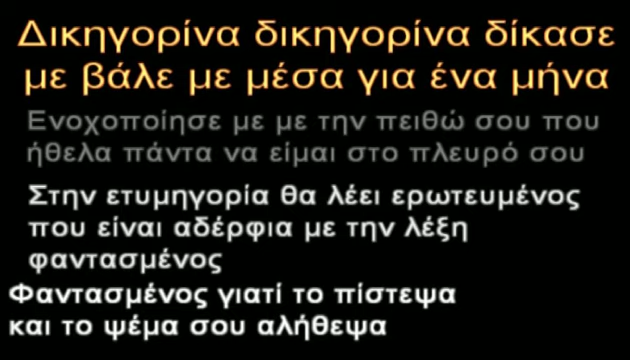 Δικηγορίνα δικηγορίνα δίκασε
με βάλε με μέσα για ένα μήνα
Ενοχοποίησε με με την πειθώ σου που
ήθελα πάντα να είμαι στο πλευρό σου
Στην ετυμηγορία θα λέει ερωτευμένος
που είναι αδέρφια με την λέξη
φαντασμένος
Φαντασμένος γιατί το πίστεψα
και το ψέμα σου αλήθεψα